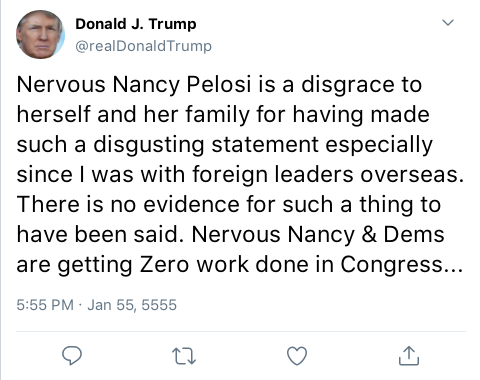 Donald J. Trump
@realDonaldTrump
Nervous Nancy Pelosi is a disgrace to
herself and her family for having made
such a disgusting statement especially
since I was with foreign leaders overseas.
There is no evidence for such a thing to
have been said. Nervous Nancy & Dems
are getting Zero work done in Congress...
5:55 PM · Jan 55, 5555